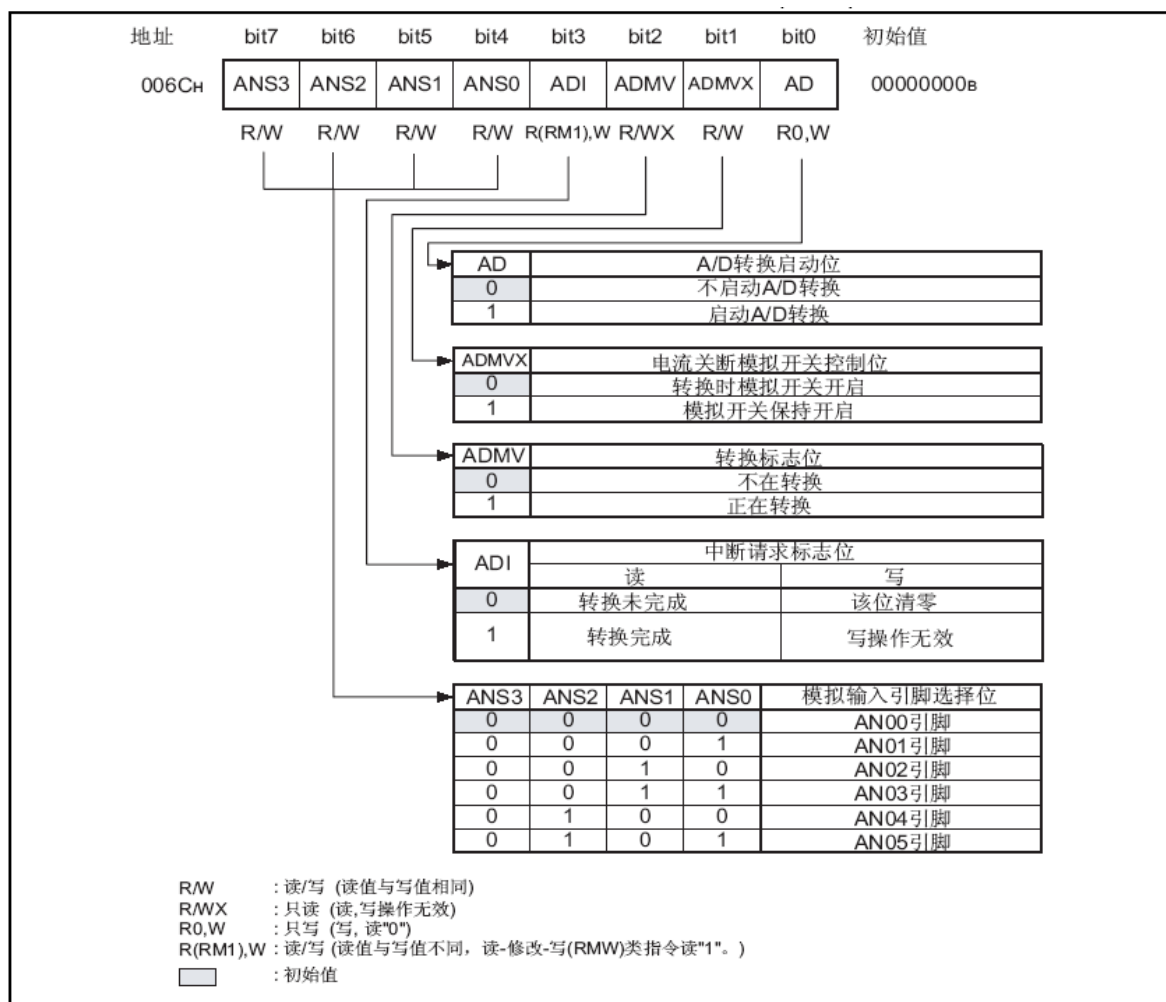 地址 bit7 bit6 bit5 bit4 bit3 bit2 bit1 bit0 初始值
006CH ANS3 ANS2 ANS1 ANS0 ADI ADMV ADMVX AD 00000000B
R/W R/W R/W R/W R(RM1),W R/WX R/W R0,W
AD A/D转换启动位
0 不启动A/D转换
1 启动A/D转换
ADMVX 电流关断模拟开关控制位
0 转换时模拟开关开启
1 模拟开关保持开启
ADMV 转换标志位
0 不在转换
1 正在转换
ADI 中断请求标志位
读 写
0 转换未完成 该位清零
1 转换完成 写操作无效
ANS3 ANS2 ANS1 ANS0 模拟输入引脚选择位
0 0 0 0 AN00引脚
0 0 0 1 AN01引脚
0 0 1 0 AN02引脚
0 0 1 1 AN03引脚
0 1 0 0 AN04引脚
0 1 0 1 AN05引脚
R/W : 读/写 (读值与写值相同)
R/WX : 只读 (读,写操作无效)
R0,W : 只写 (写, 读"0")
R(RM1),W : 读/写 (读值与写值不同，读-修改-写(RMW)类指令读"1"。)
: 初始值